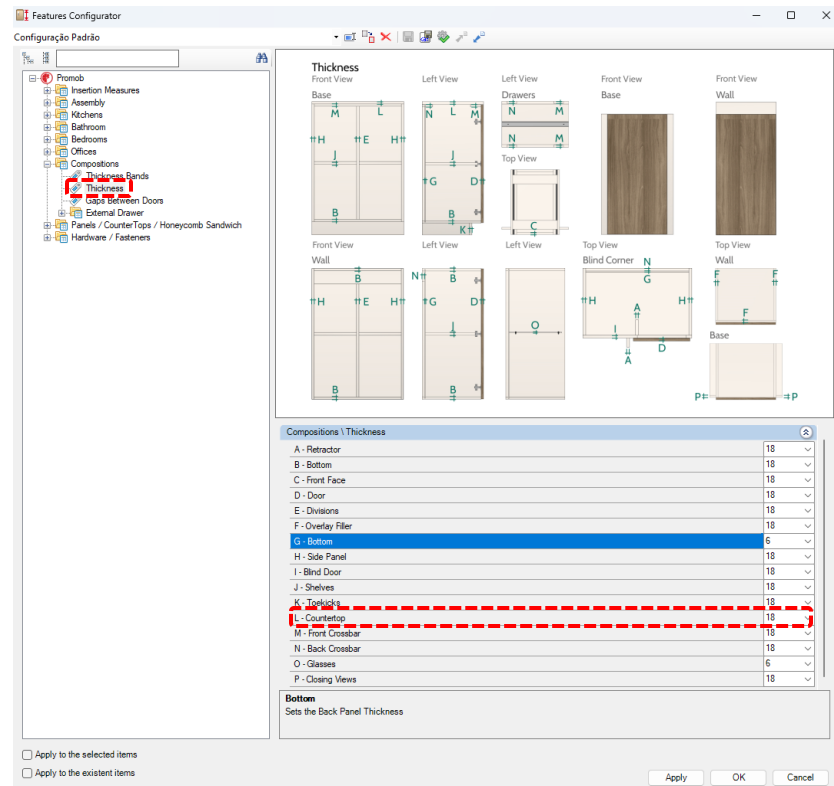 Features Configurator
Configuração Padrão
Promob
Insertion Measures
Assembly
Kitchens
Bathroom
Bedrooms
Offices
Compositions
Thickness Bands
Thickness
Gaps Between Doors
External Drawer
Panels / CounterTops / Honeycomb Sandwich
Hardware / Fasteners
Thickness
Front View Left View Left View Front View Front View
Base Drawers Base Wall
M L N L M N M
H E H
J J N M
Top View
G D
B B
K C
Front View Left View Left View Top View Top View
Wall Blind Corner Wall
B N B N G F F
H E H G D H A H
J O I F
D Base
A
B B P P
Compositions \ Thickness
A - Retractor 18
B - Bottom 18
C - Front Face 18
D - Door 18
E - Divisions 18
F - Overlay Filler 18
G - Bottom 6
H - Side Panel 18
I - Blind Door 18
J - Shelves 18
K - Toekicks 18
L - Countertop 18
M - Front Crossbar 18
N - Back Crossbar 18
O - Glasses 6
P - Closing Views 18
Bottom
Sets the Back Panel Thickness
Apply to the selected items
Apply to the existent items
Apply OK Cancel